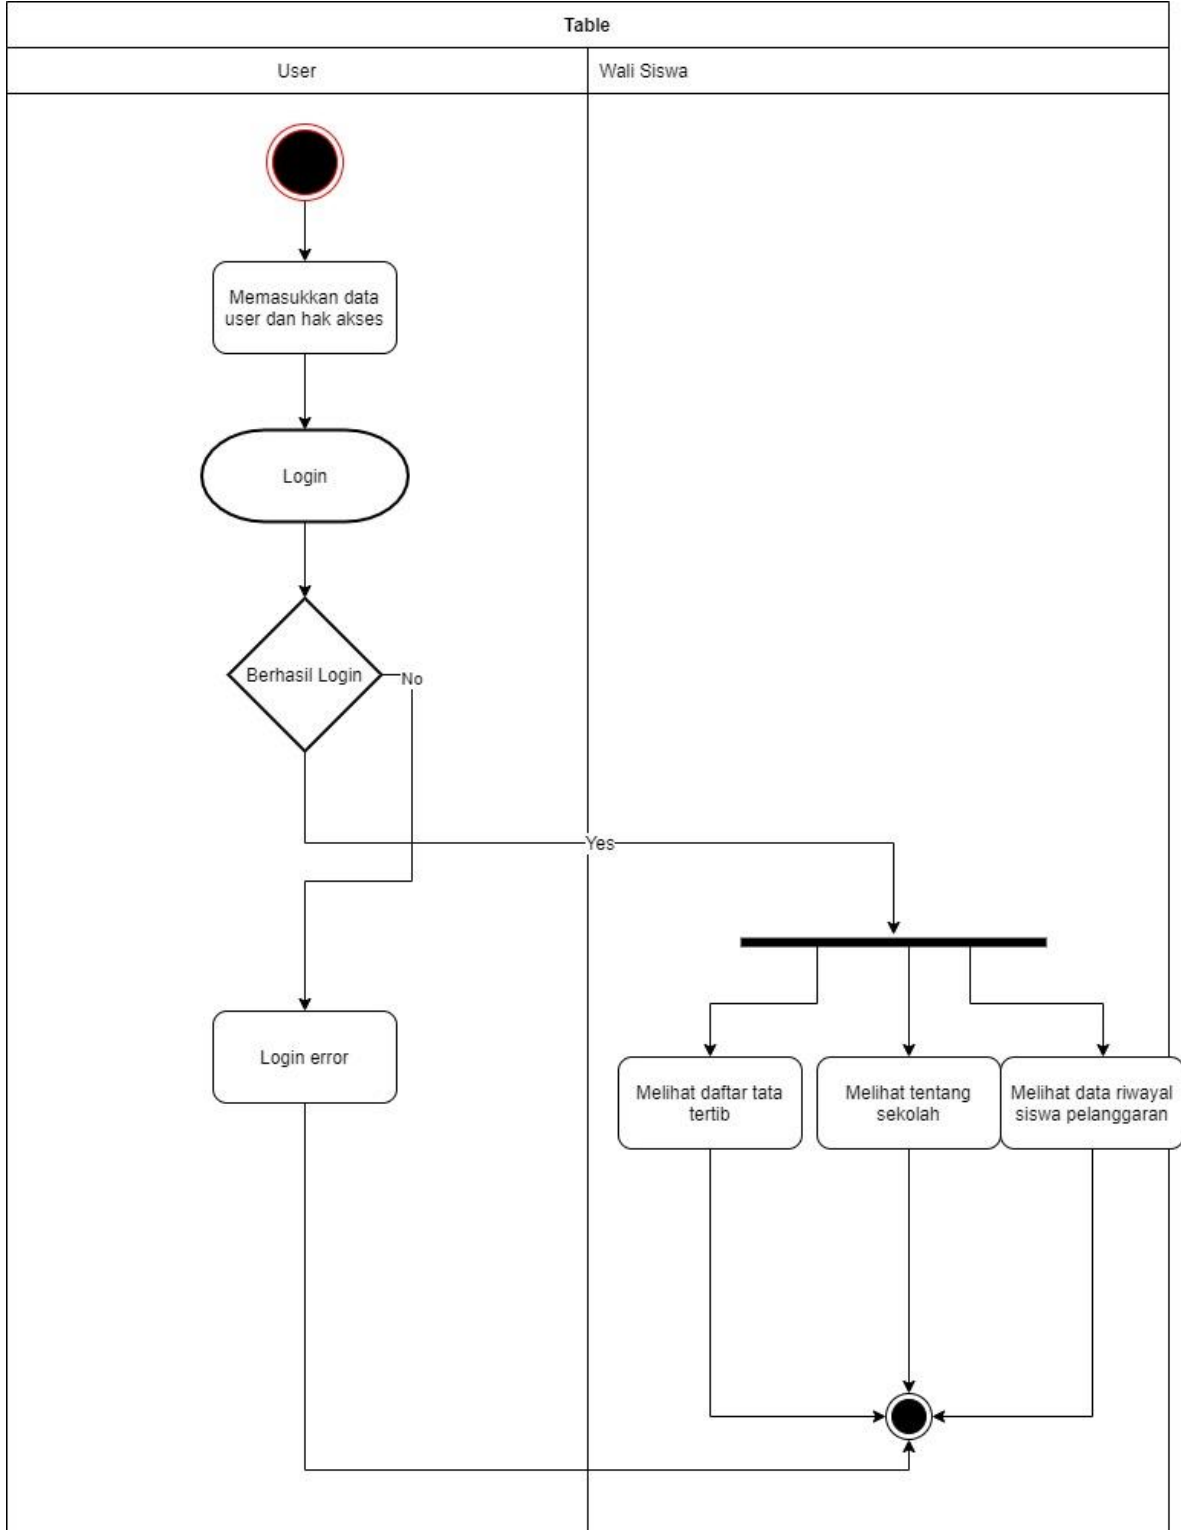 Table
User
Wali Siswa
Memasukkan data
user dan hak akses
Login
Berhasil Login
No
Yes
Login error
Melihat daftar tata
tertib
Melihat tentang
sekolah
Melihat data riwayal
siswa pelanggaran